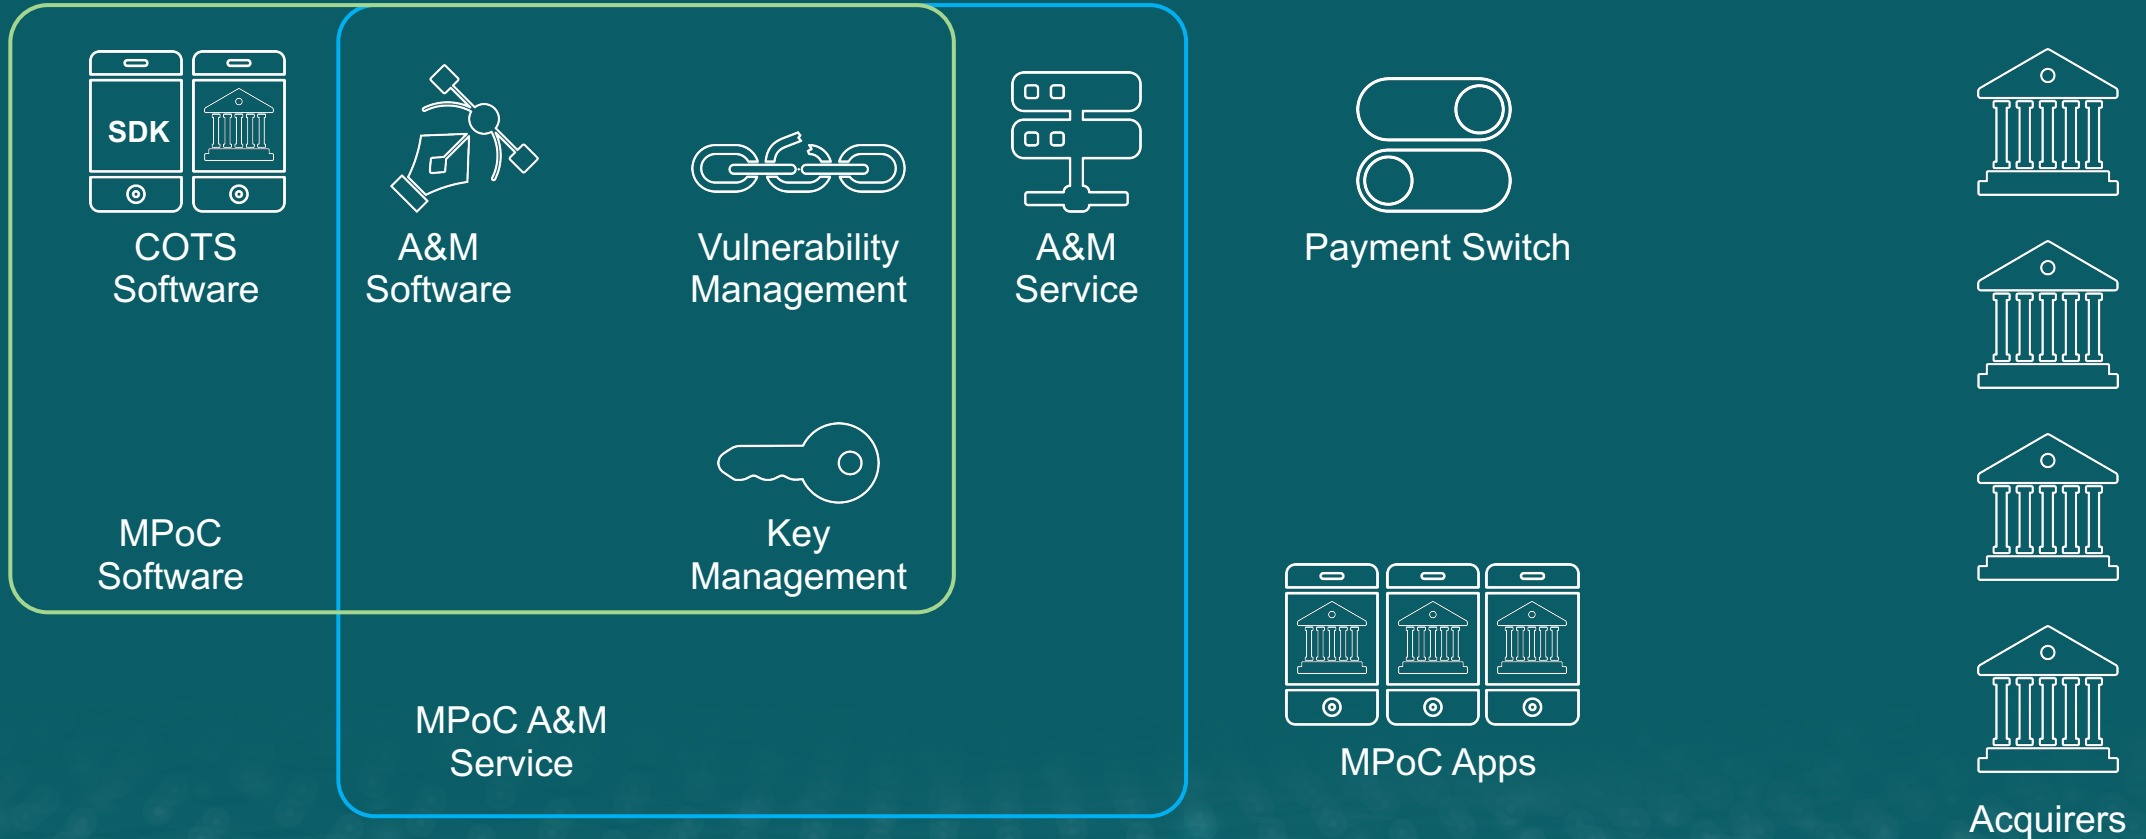 SDK
COTS
Software
A&M
Software
Vulnerability
Management
A&M
Service
Payment Switch
MPoC
Software
Key
Management
MPoC A&M
Service
MPoC Apps
Acquirers